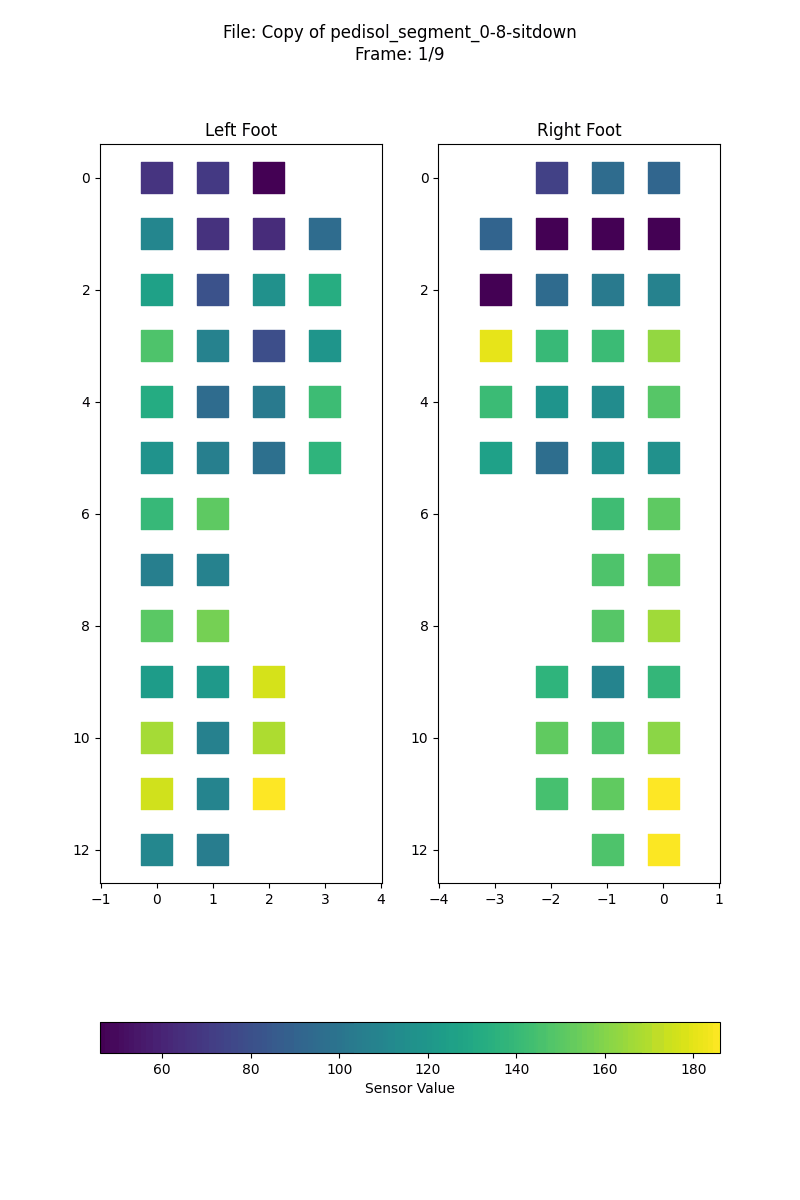 File: Copy of pedisol_segment_0-8-sitdown
Frame: 1/9
Left Foot
Right Foot
0
2
4
6
8
10
12
−1 0 1 2 3 4
0
2
4
6
8
10
12
−4 −3 −2 −1 0 1
60 80 100 120 140 160 180
Sensor Value